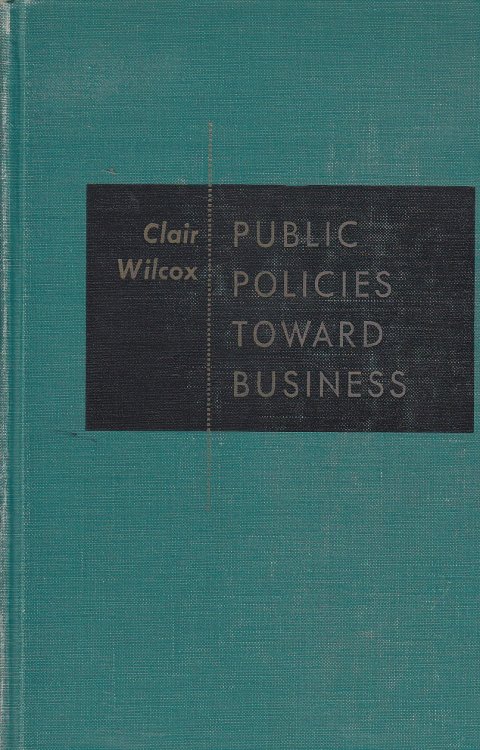 Clair
Wilcox
PUBLIC
POLICIES
TOWARD
BUSINESS